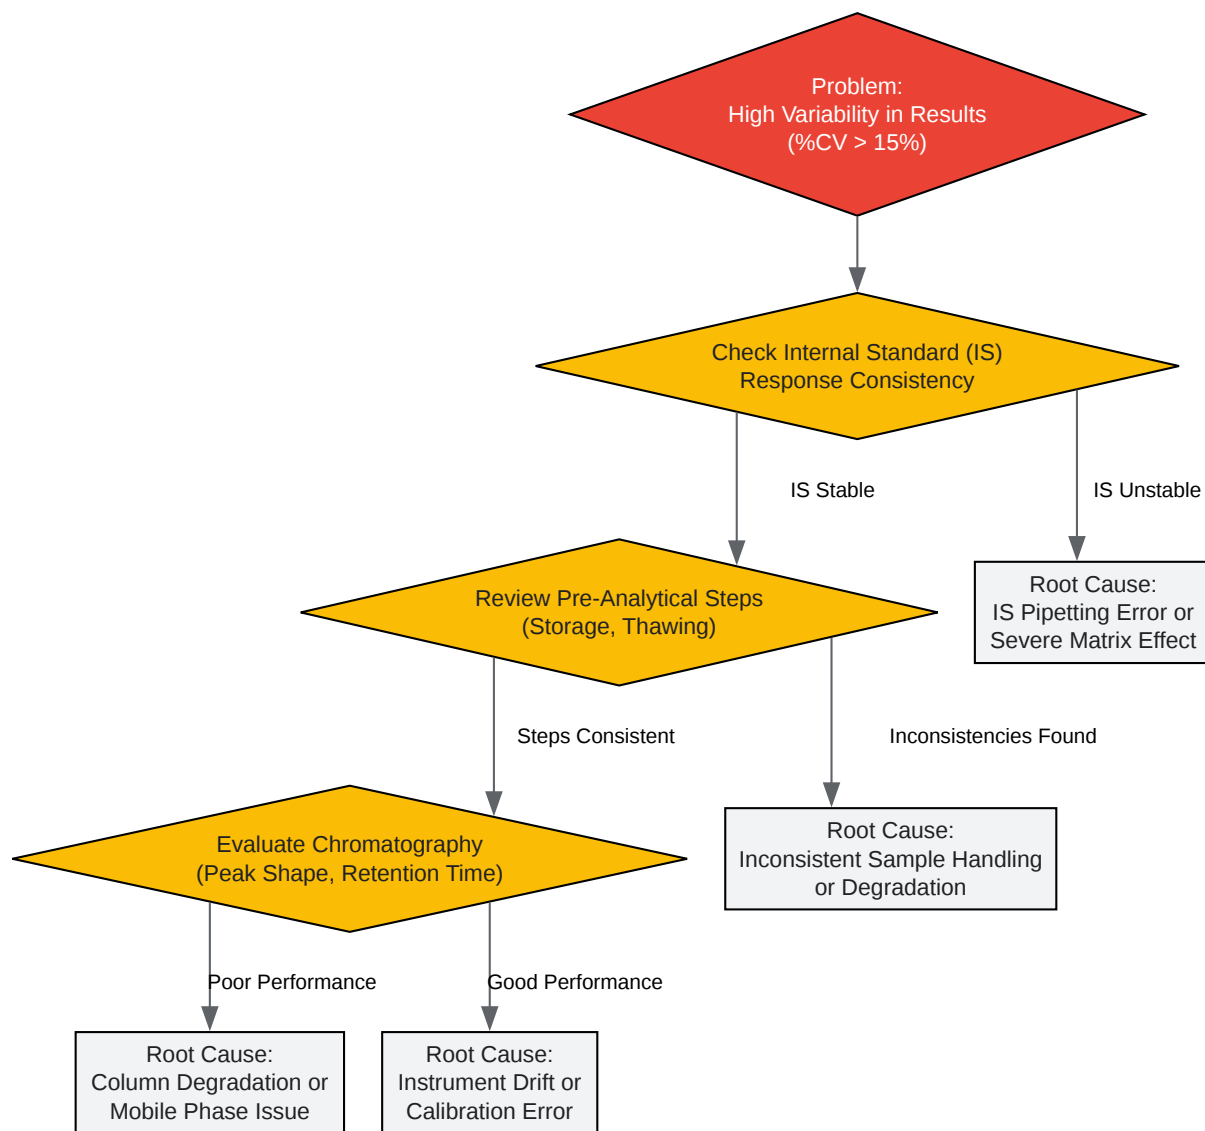 Problem:
High Variability in Results
(%CV > 15%)
Check Internal Standard (IS)
Response Consistency
IS Stable
IS Unstable
Review Pre-Analytical Steps
(Storage, Thawing)
Root Cause:
IS Pipetting Error or
Severe Matrix Effect
Steps Consistent
Inconsistencies Found
Evaluate Chromatography
(Peak Shape, Retention Time)
Root Cause:
Inconsistent Sample Handling
or Degradation
Poor Performance
Good Performance
Root Cause:
Column Degradation or
Mobile Phase Issue
Root Cause:
Instrument Drift or
Calibration Error